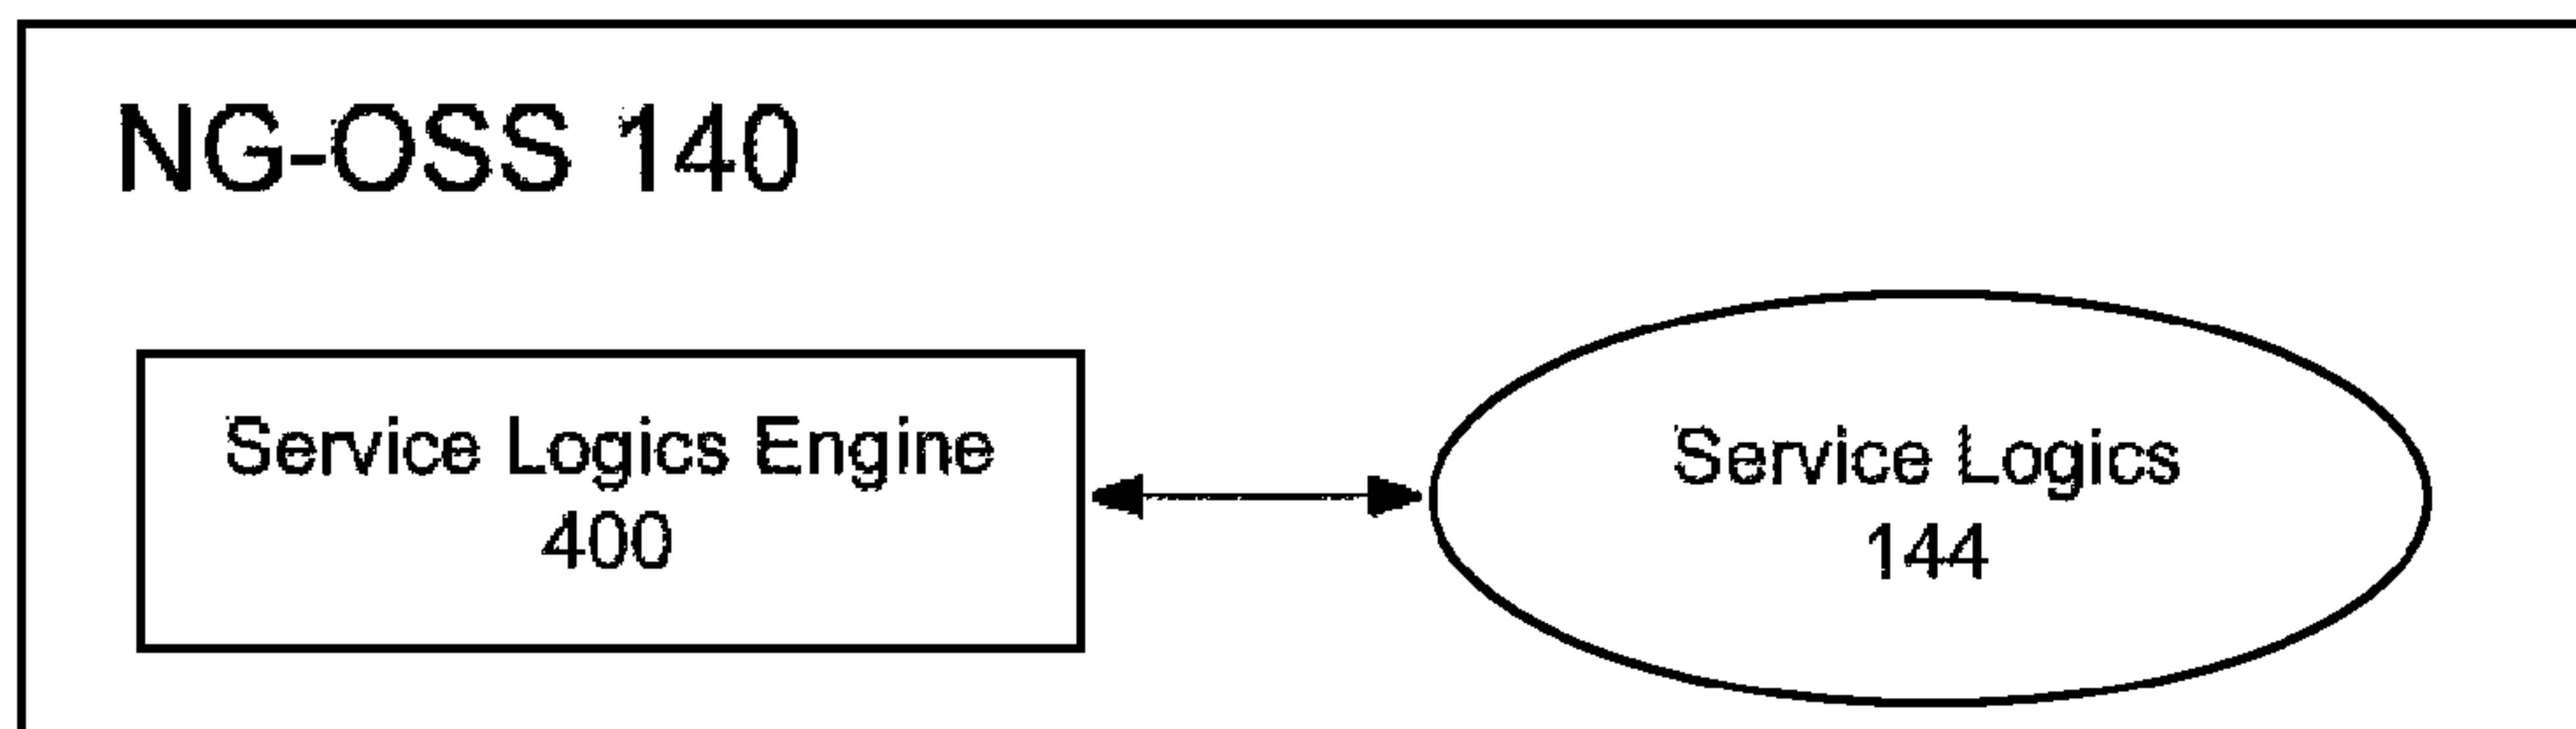 NG-OSS 140
Service Logics Engine
400
Service Logics
144